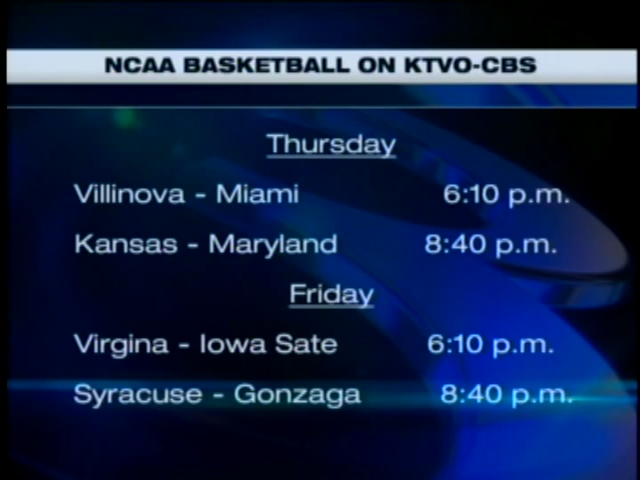 NCAA BASKETBALL ON KTVO-CBS
Thursday
Villinova - Miami 6:10 p.m.
Kansas - Maryland 8:40 p.m.
Friday
Virgina - Iowa Sate 6:10 p.m.
Syracuse - Gonzaga 8:40 p.m.